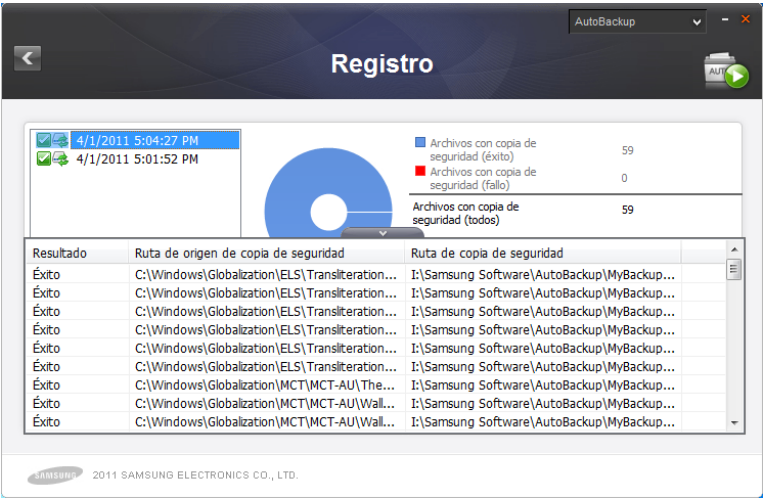 AutoBackup
Registro
AUTO
4/1/2011 5:04:27 PM
4/1/2011 5:01:52 PM
Archivos con copia de
seguridad (éxito) 59
Archivos con copia de
seguridad (fallo) 0
Archivos con copia de
seguridad (todos) 59
Resultado Ruta de origen de copia de seguridad Ruta de copia de seguridad
Éxito C:\Windows\Globalization\ELS\Transliteration... I:\Samsung Software\AutoBackup\MyBackup...
Éxito C:\Windows\Globalization\ELS\Transliteration... I:\Samsung Software\AutoBackup\MyBackup...
Éxito C:\Windows\Globalization\ELS\Transliteration... I:\Samsung Software\AutoBackup\MyBackup...
Éxito C:\Windows\Globalization\ELS\Transliteration... I:\Samsung Software\AutoBackup\MyBackup...
Éxito C:\Windows\Globalization\ELS\Transliteration... I:\Samsung Software\AutoBackup\MyBackup...
Éxito C:\Windows\Globalization\ELS\Transliteration... I:\Samsung Software\AutoBackup\MyBackup...
Éxito C:\Windows\Globalization\MCT\MCT-AU\The... I:\Samsung Software\AutoBackup\MyBackup...
Éxito C:\Windows\Globalization\MCT\MCT-AU\Wall... I:\Samsung Software\AutoBackup\MyBackup...
Éxito C:\Windows\Globalization\MCT\MCT-AU\Wall... I:\Samsung Software\AutoBackup\MyBackup...
SAMSUNG 2011 SAMSUNG ELECTRONICS CO., LTD.